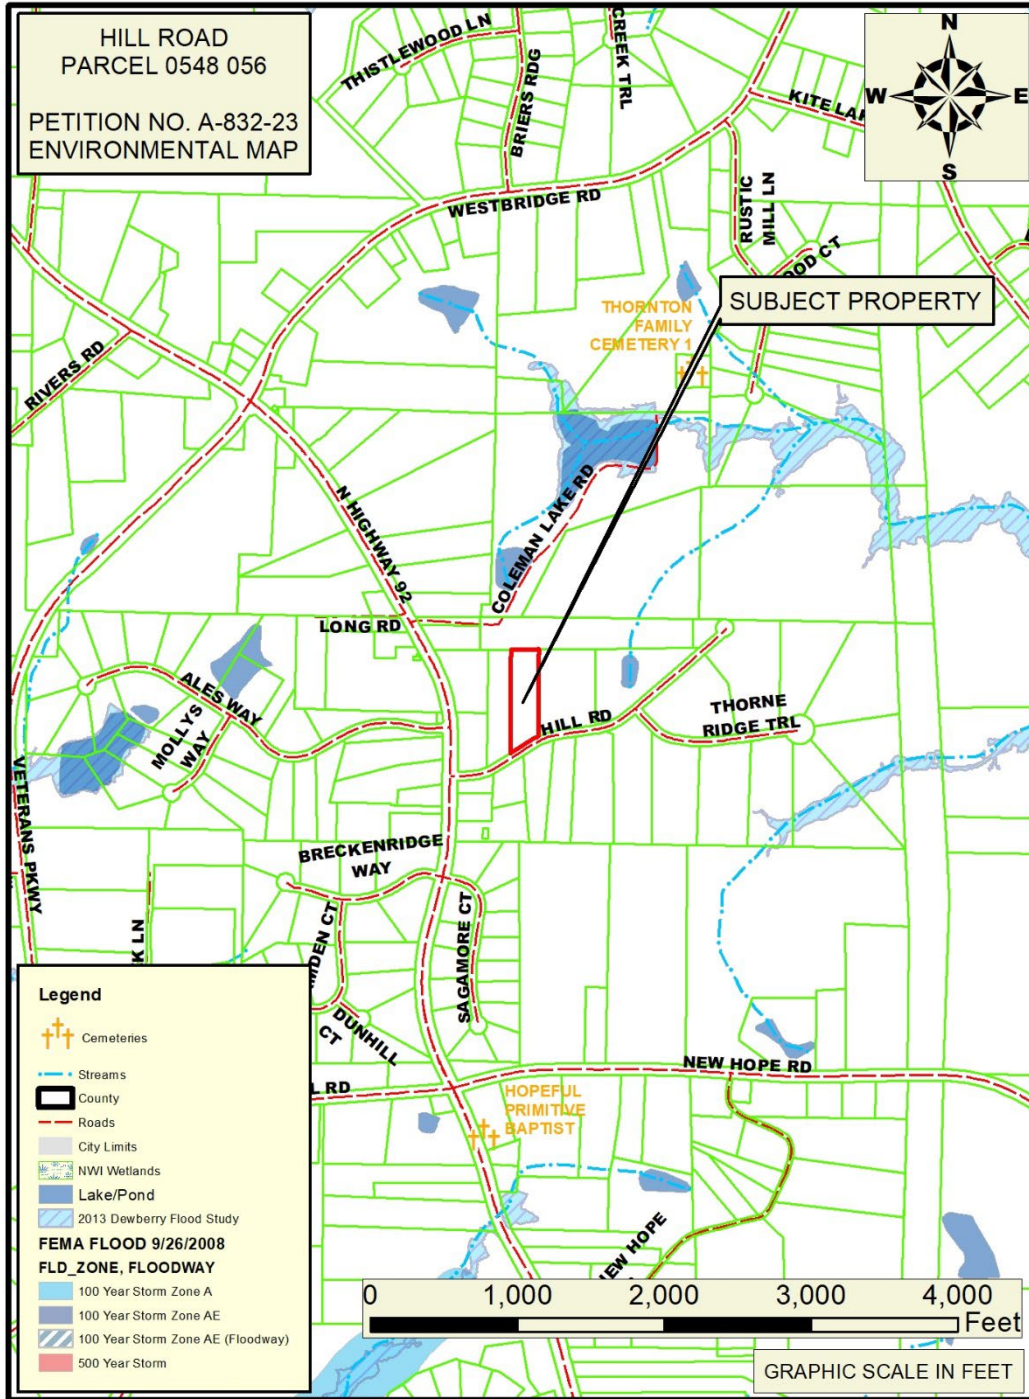 HILL ROAD
PARCEL 0548 056
PETITION NO. A-832-23
ENVIRONMENTAL MAP
N
W
E
S
THISTLEWOOD LN
BRIERS RDG
CREEK TRL
WESTBRIDGE RD
RUSTIC
MILL LN
RIVERS RD
THORNTON
FAMILY
CEMETERY 1
SUBJECT PROPERTY
N HIGHWAY 92
COLEMAN LAKE RD
LONG RD
ALES WAY
MOLLYS
WAY
HILL RD
THORNE
RIDGE TRL
VETERANS PKWY
BRECKENRIDGE
WAY
SAGAMORE CT
DUNHILL
CT
NEW HOPE RD
HOPEFUL
PRIMITIVE
BAPTIST
Legend
Cemeteries
Streams
County
Roads
City Limits
NWI Wetlands
Lake/Pond
2013 Dewberry Flood Study
FEMA FLOOD 9/26/2008
FLD_ZONE, FLOODWAY
100 Year Storm Zone A
100 Year Storm Zone AE
100 Year Storm Zone AE (Floodway)
500 Year Storm
0 1,000 2,000 3,000 4,000
Feet
GRAPHIC SCALE IN FEET